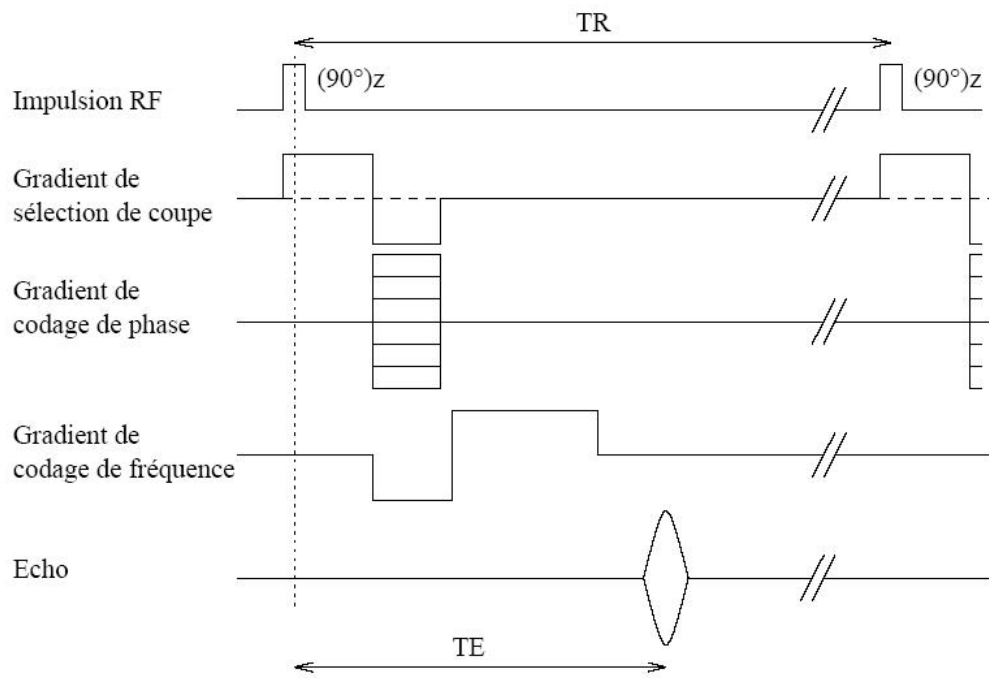 TR
(90°)z
(90°)z
Impulsion RF
Gradient de
sélection de coupe
Gradient de
codage de phase
Gradient de
codage de fréquence
Echo
TE